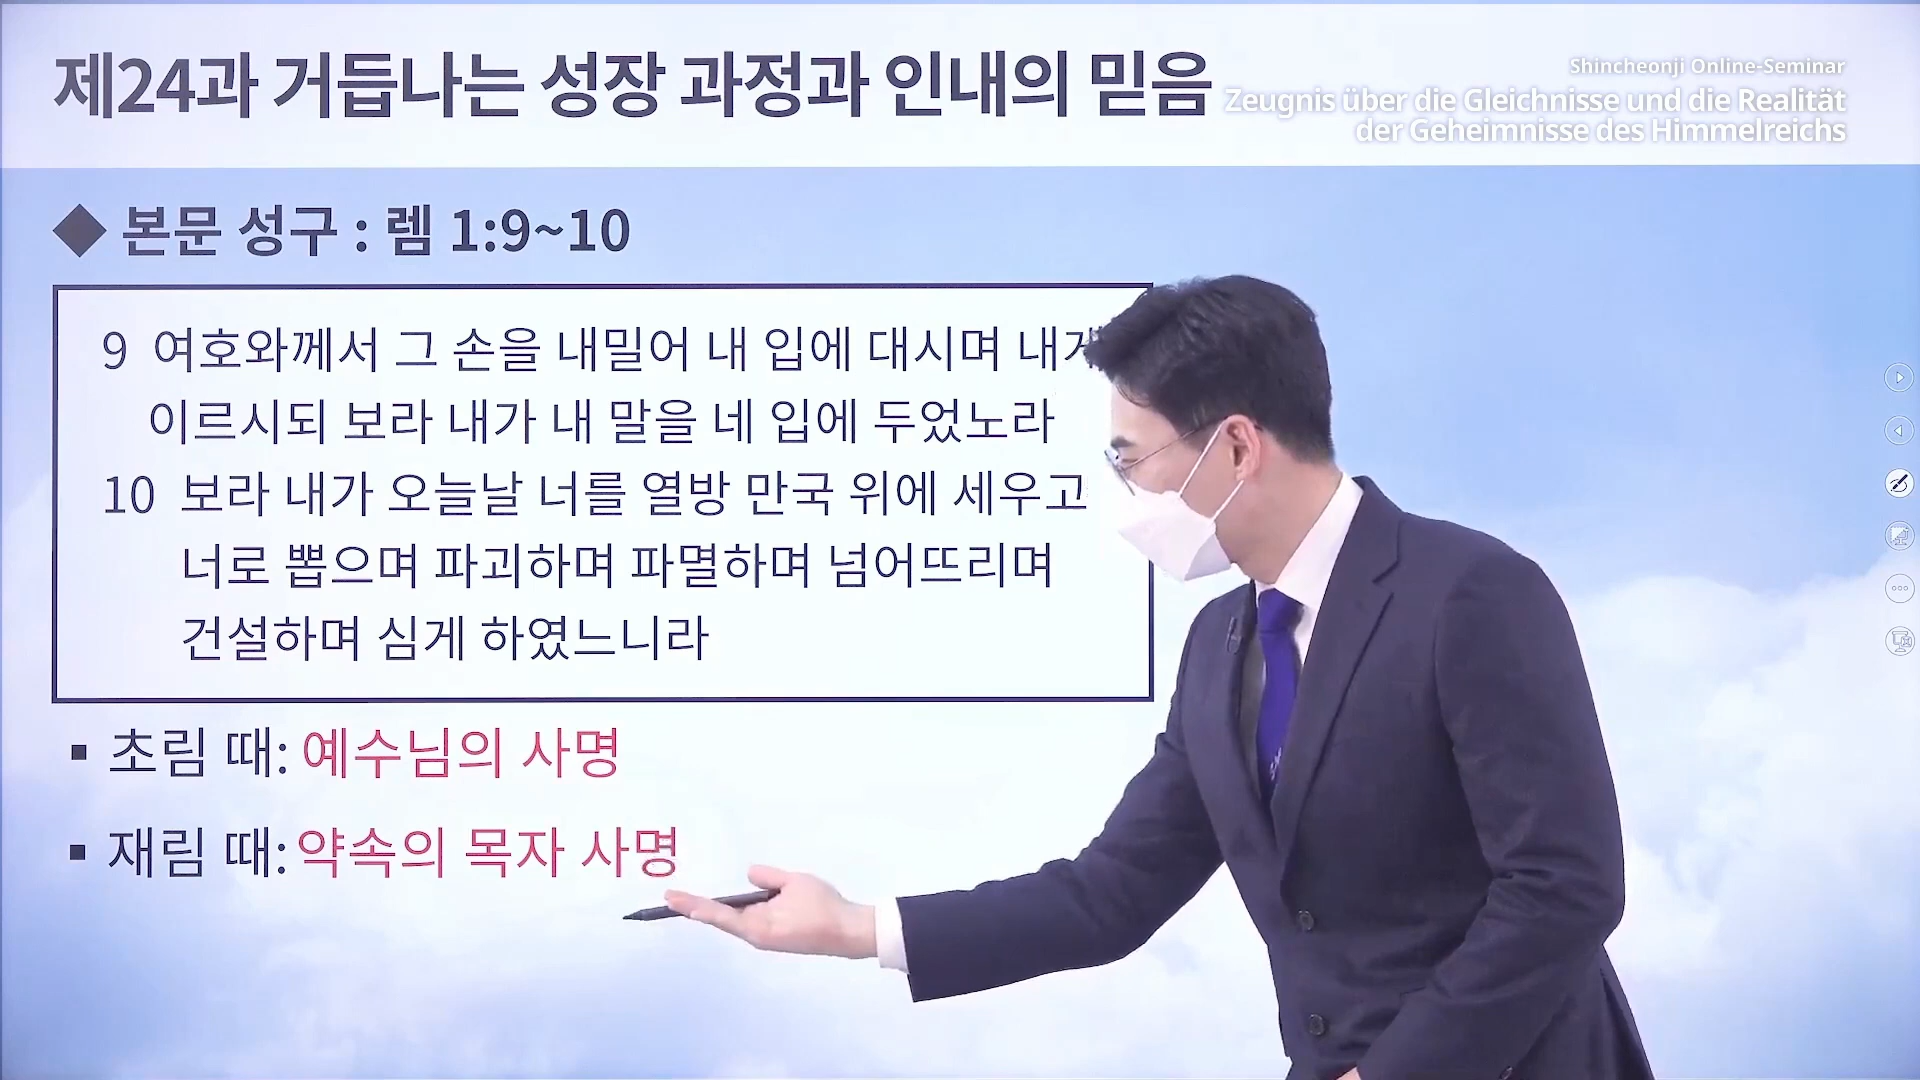 제24과 거듭나는 성장 과정과 인내의 믿음
Shincheonji Online-Seminar
Zeugnis über die Gleichnisse und die Realität
der Geheimnisse des Himmelreichs
◆ 본문 성구 : 렘 1:9~10
9 여호와께서 그 손을 내밀어 내 입에 대시며 내게
이르시되 보라 내가 내 말을 네 입에 두었노라
10 보라 내가 오늘날 너를 열방 만국 위에 세우고
너로 뽑으며 파괴하며 파멸하며 넘어뜨리며
건설하며 심게 하였느니라
▪ 초림 때: 예수님의 사명
▪ 재림 때: 약속의 목자 사명